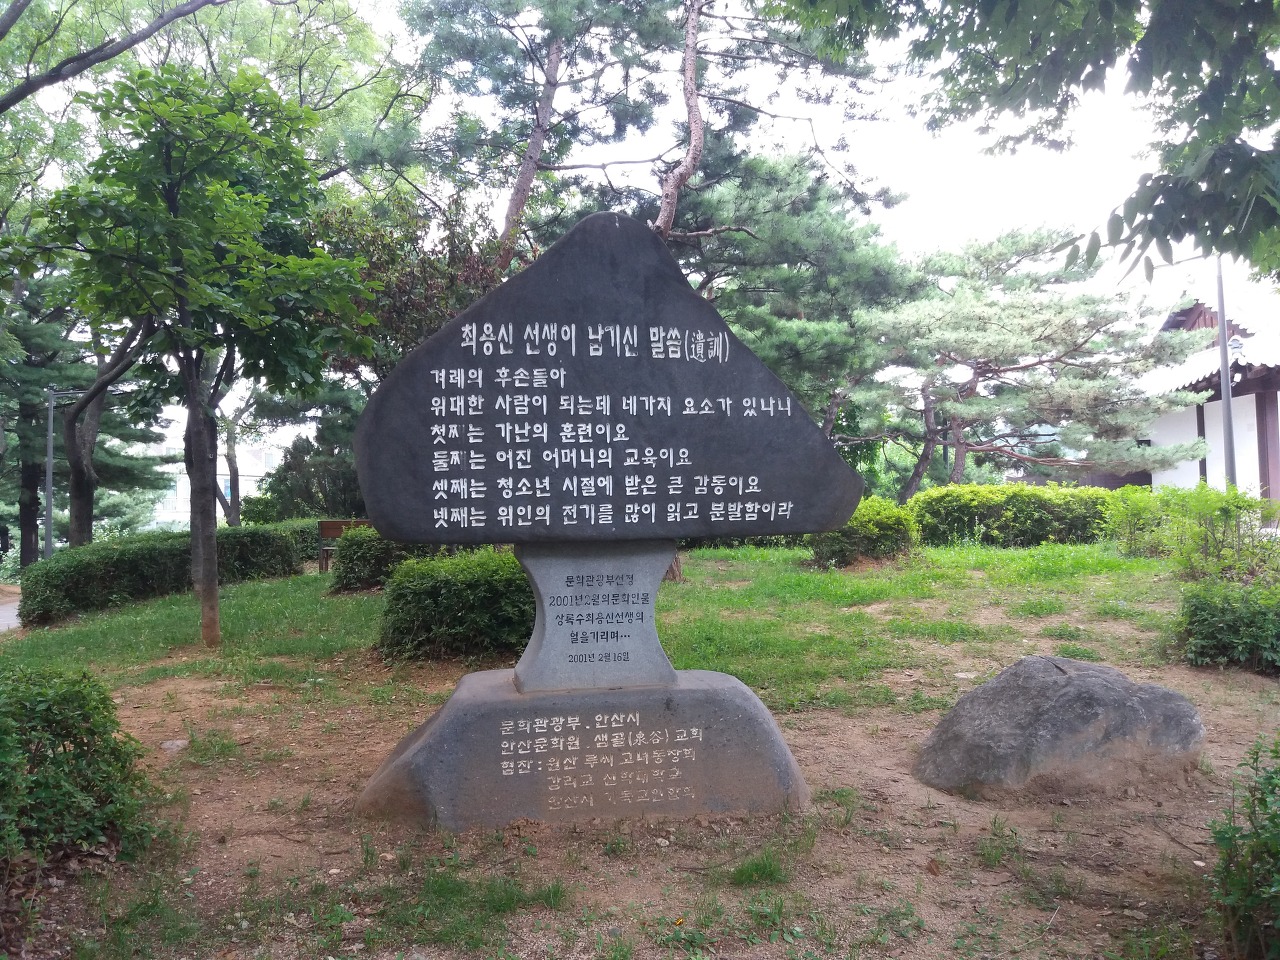 최용신 선생이 남기신 말씀(遺訓)
겨레의 후손들아
위대한 사람이 되는데 네가지 요소가 있나니
첫째는 가난의 훈련이요
둘째는 어진 어머니의 교육이요
셋째는 청소년 시절에 받은 큰 감동이요
넷째는 위인의 전기를 많이 읽고 분발함이라
문화관광부선정
2001년2월의문화인물
상록수최용신선생의
얼을기리며…
2001년 2월 16일
문화관광부 . 안산시
안산문화원 . 샘골(泉谷) 교회
협찬 : 원산 루씨 고녀동창회
감리교 신학대학교
안산시 기독교연합회